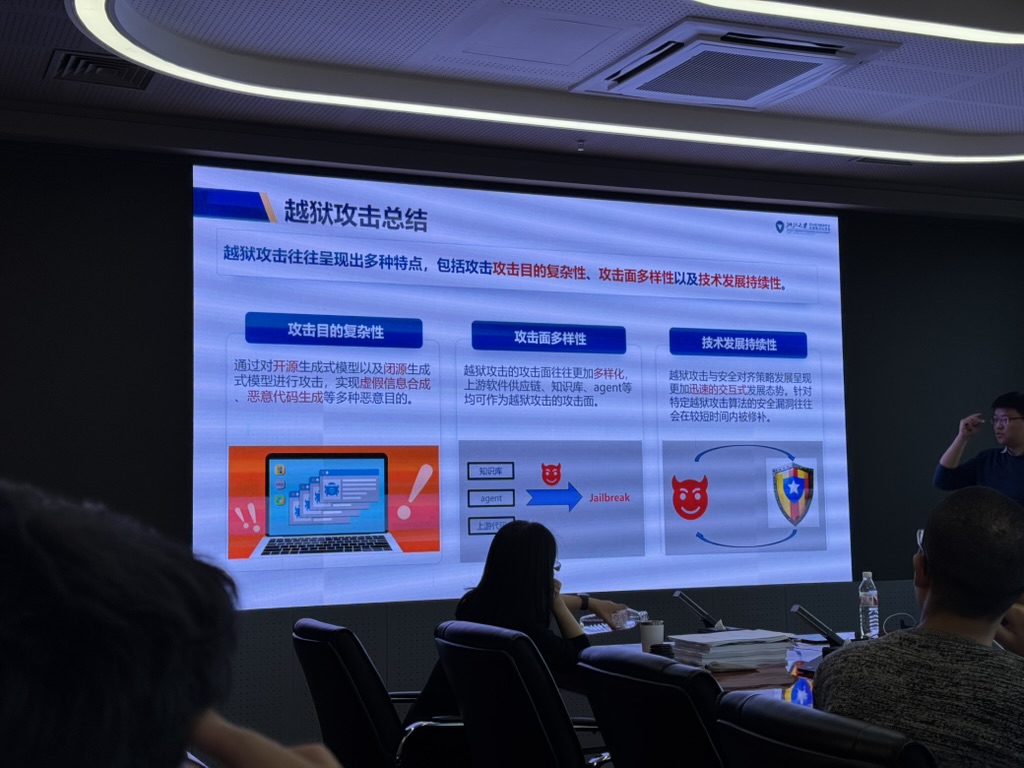 越狱攻击总结
浙江大学
越狱攻击往往呈现出多种特点，包括攻击攻击目的复杂性、攻击面多样性以及技术发展持续性。
攻击目的复杂性
通过对开源生成式模型以及闭源生成
式模型进行攻击，实现虚假信息合成
、恶意代码生成等多种恶意目的。
攻击面多样性
越狱攻击的攻击面往往更加多样化，
上游软件供应链、知识库、agent等
均可作为越狱攻击的攻击面。
知识库
agent
上游代码
Jailbreak
技术发展持续性
越狱攻击与安全对齐策略发展呈现
更加迅速的交互式发展态势。针对
特定越狱攻击算法的安全漏洞往往
会在较短时间内被修补。